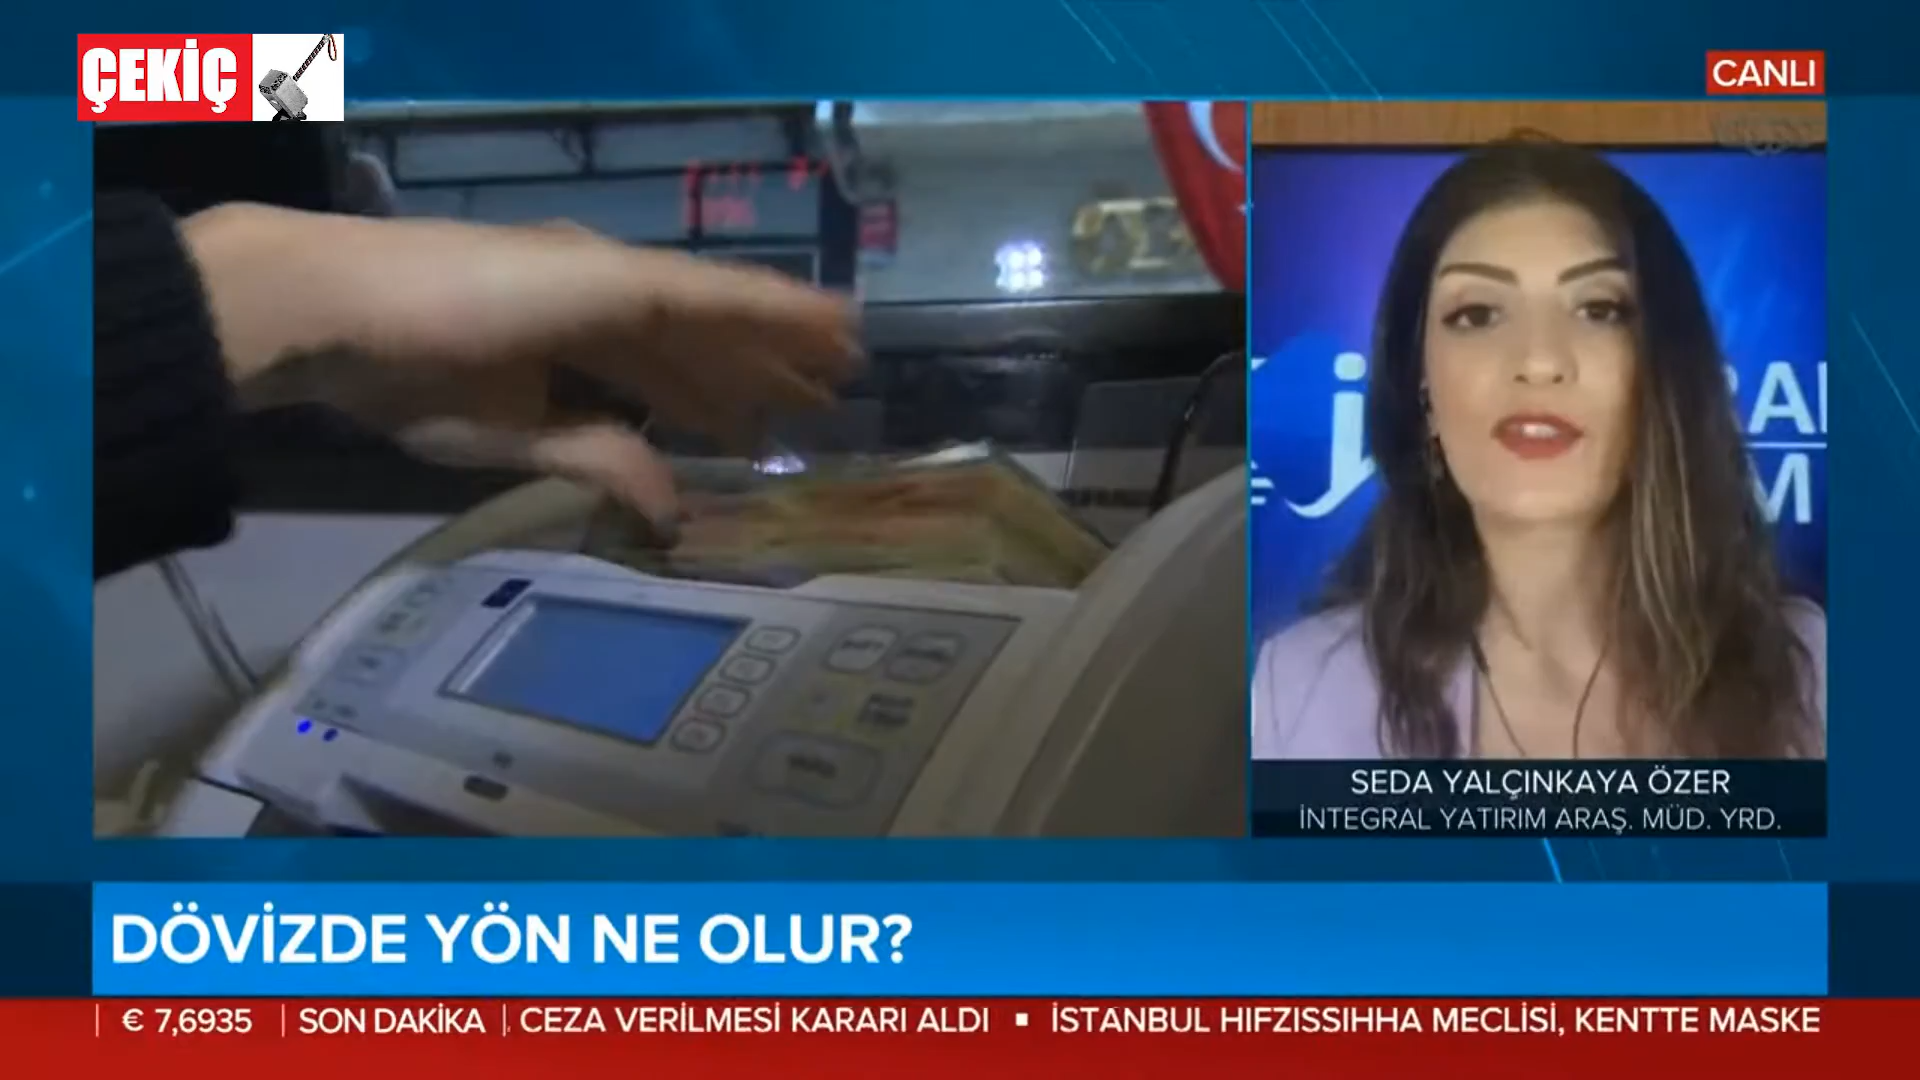 ÇEKİÇ
CANLI
SEDA YALÇINKAYA ÖZER
İNTEGRAL YATIRIM ARAŞ. MÜD. YRD.
DÖVİZDE YÖN NE OLUR?
€ 7,6935 SON DAKİKA CEZA VERİLMESİ KARARI ALDI ▪ İSTANBUL HIFZISSIHHA MECLİSİ, KENTTE MASKE